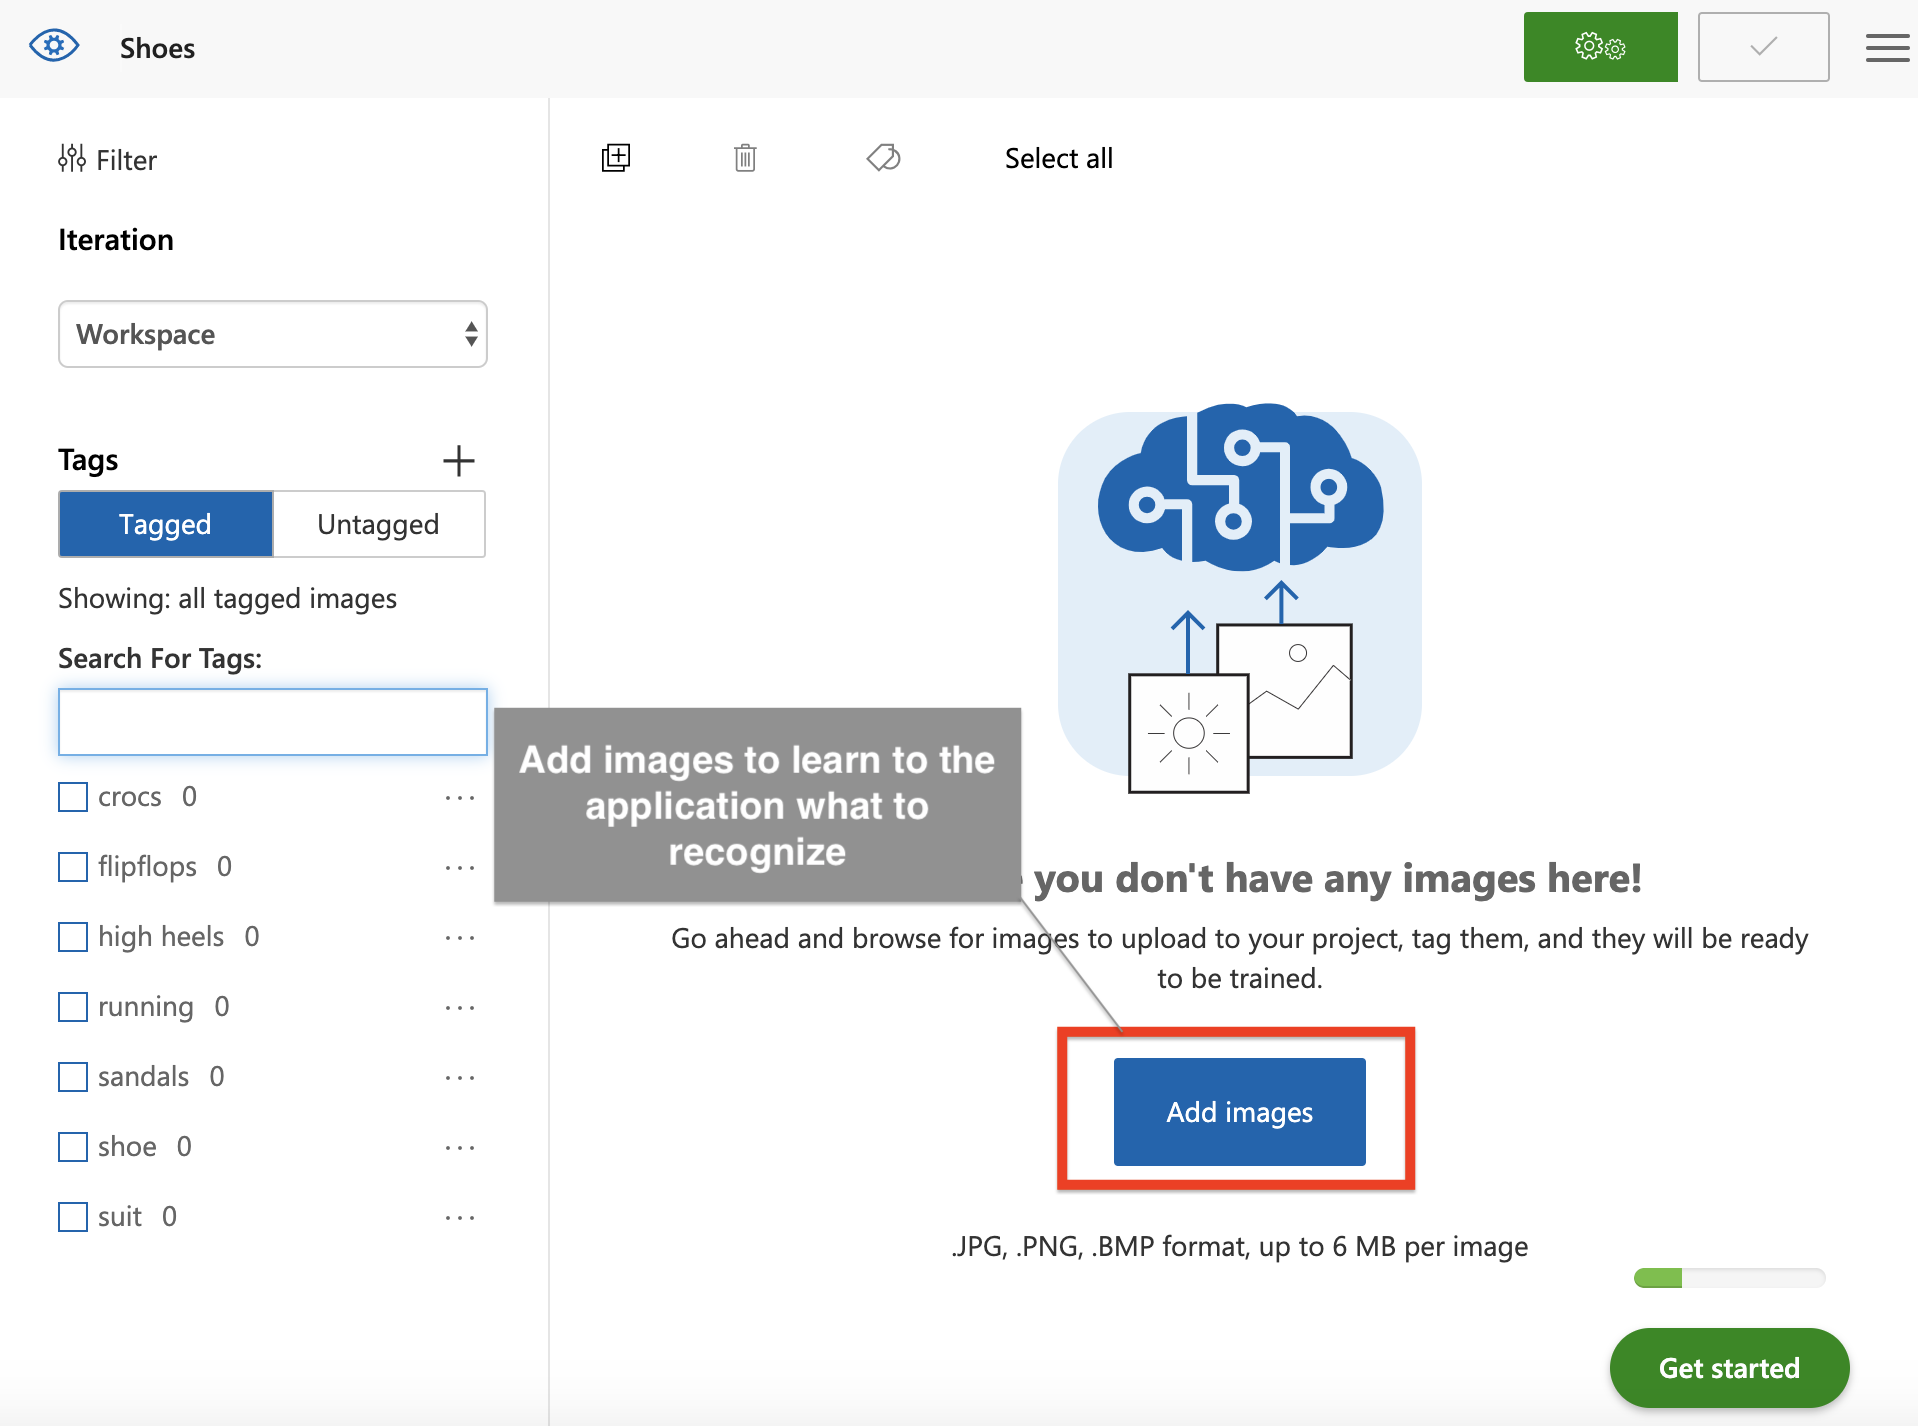 Shoes
Filter
Select all
Iteration
Workspace
Tags
Tagged
Untagged
Showing: all tagged images
Search For Tags:
crocs 0
flipflops 0
high heels 0
running 0
sandals 0
shoe 0
suit 0
Add images to learn to the
application what to
recognize
you don't have any images here!
Go ahead and browse for images to upload to your project, tag them, and they will be ready
to be trained.
Add images
.JPG, .PNG, .BMP format, up to 6 MB per image
Get started